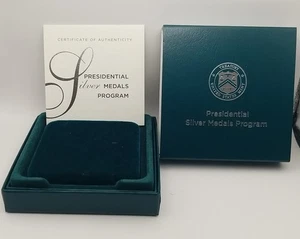 CERTIFICATE OF AUTHENTICITY
PRESIDENTIAL
Silver MEDALS
PROGRAM
Presidential
Silver Medals Program